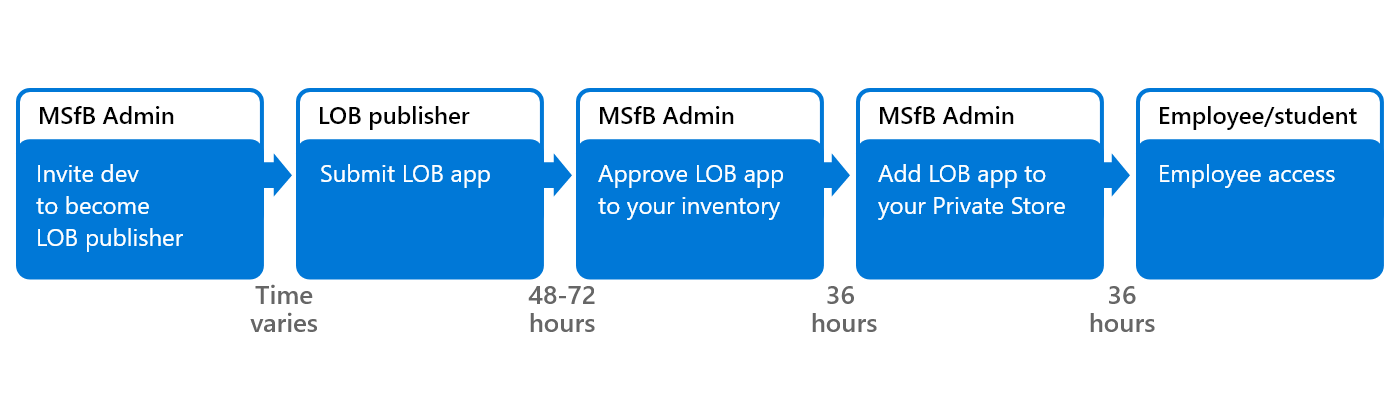 MSfB Admin
Invite dev
to become
LOB publisher
Time
varies
LOB publisher
Submit LOB app
48-72
hours
MSfB Admin
Approve LOB app
to your inventory
36
hours
MSfB Admin
Add LOB app to
your Private Store
36
hours
Employee/student
Employee access